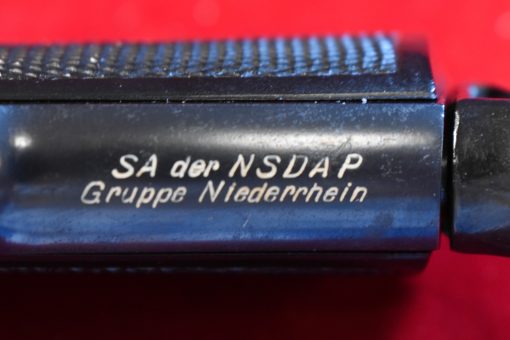 SA der NSDAP
Gruppe Niederrhein